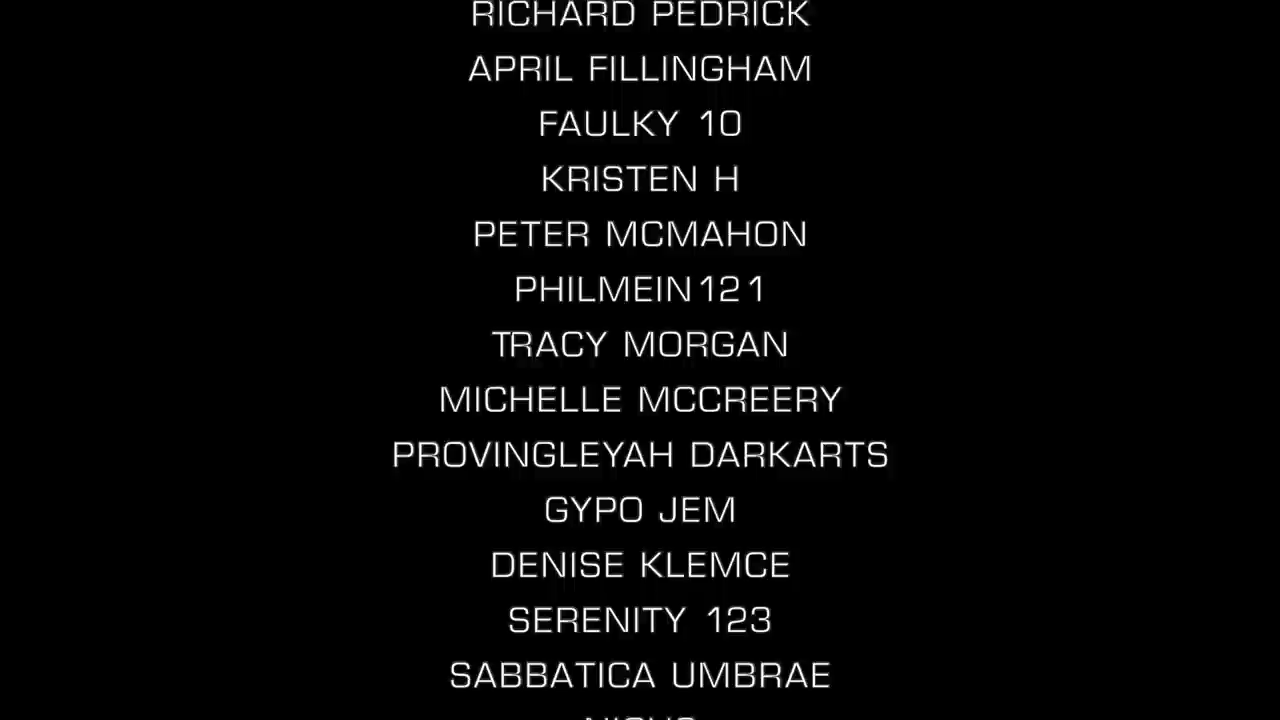 RICHARD PEDRICK
APRIL FILLINGHAM
FAULKY 10
KRISTEN H
PETER MCMAHON
PHILMEIN121
TRACY MORGAN
MICHELLE MCCREERY
PROVINGLEYAH DARKARTS
GYPO JEM
DENISE KLEMCE
SERENITY 123
SABBATICA UMBRAE